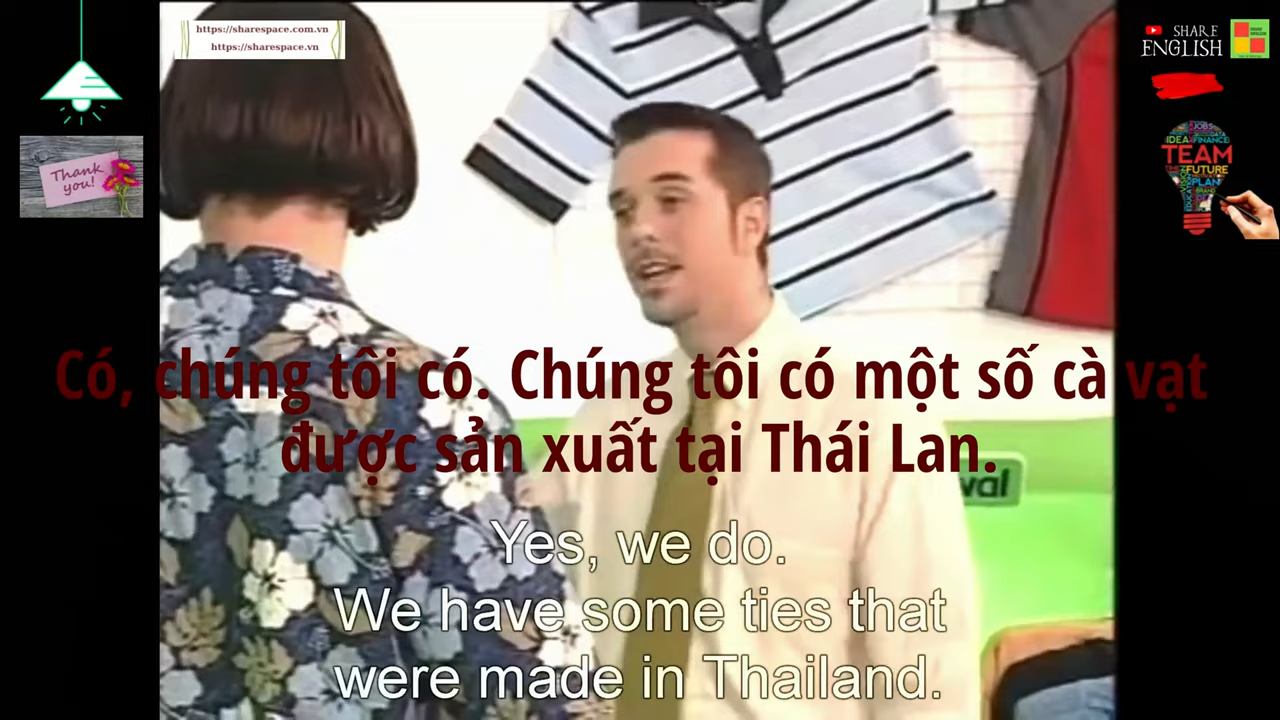 https://sharespace.com.vn
https://sharespace.vn
SHARE
ENGLISH
Thank
you!
JOBS
IDEA FINANCE
TEAM
FUTURE
PLAN
BRAND
Có, chúng tôi có. Chúng tôi có một số cà vạt
được sản xuất tại Thái Lan.
Yes, we do.
We have some ties that
were made in Thailand.